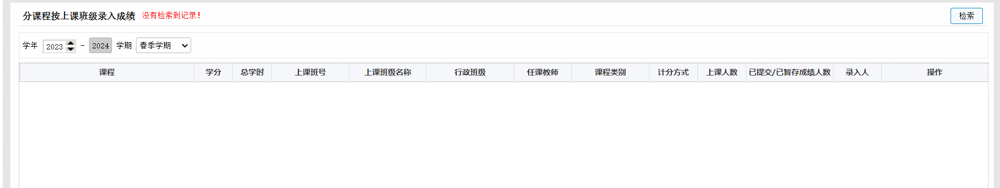 分课程按上课班级录入成绩 没有检索到记录! 检索
学年 2023 - 2024 学期 春季学期
课程 学分 总学时 上课班号 上课班级名称 行政班级 任课教师 课程类别 计分方式 上课人数 已提交/已暂存成绩人数 录入人 操作